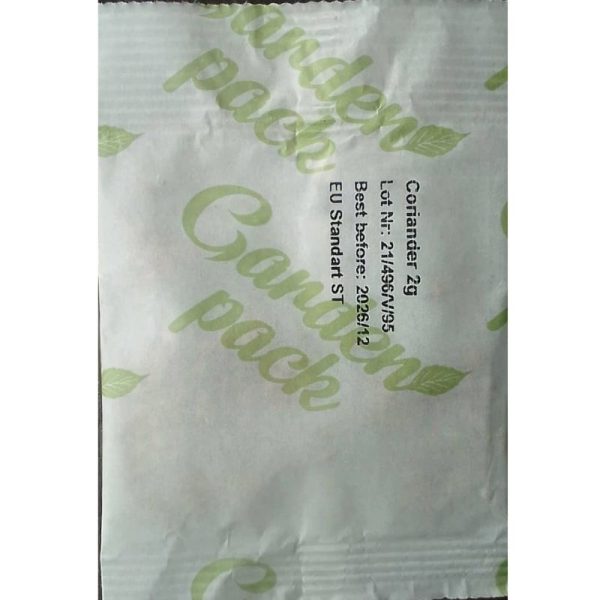 Garden
pack
Coriander 2g
Lot Nr: 21/496/V/95
Best before: 2026/12
EU Standart ST
Garden
pack